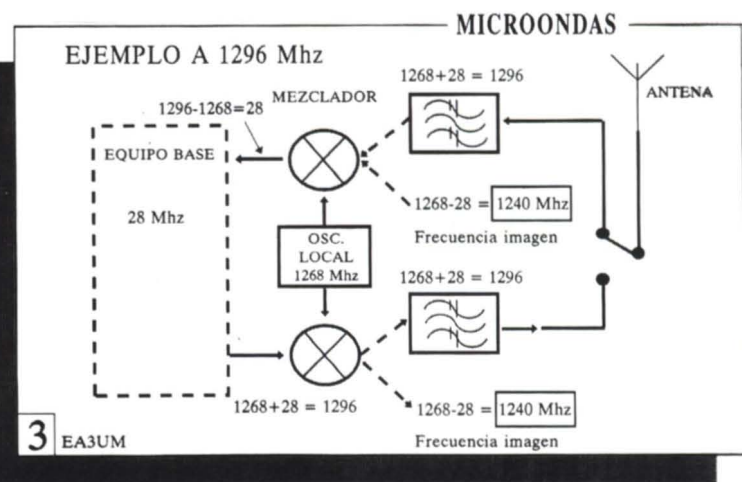 MICROONDAS
EJEMPLO A 1296 Mhz
1268+28 = 1296
ANTENA
MEZCLADOR
1296-1268=28
EQUIPO BASE
28 Mhz
1268-28 = 1240 Mhz
Frecuencia imagen
OSC.
LOCAL
1268 Mhz
1268+28 = 1296
1268+28 = 1296
1268-28 = 1240 Mhz
Frecuencia imagen
3 EA3UM